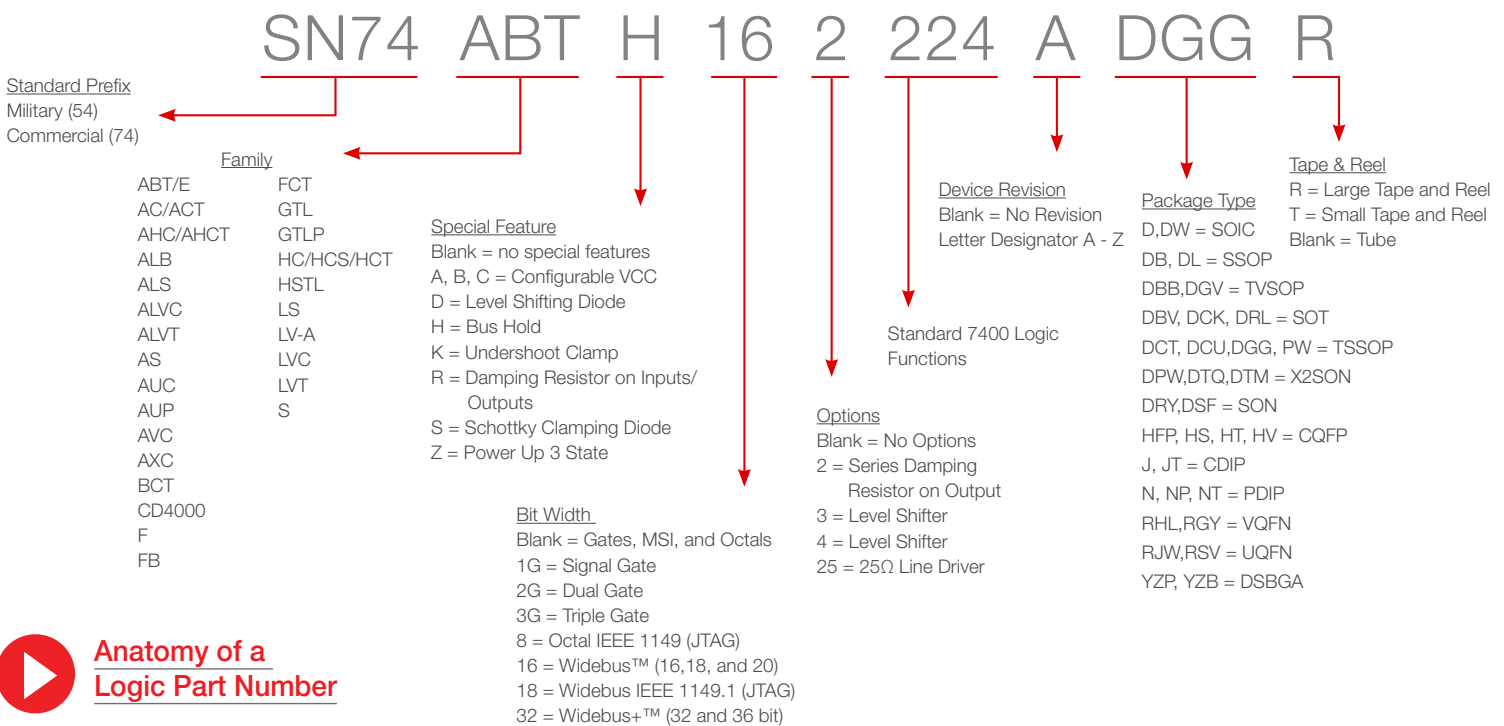 SN74 ABT H 16 2 224 A DGG R
Standard Prefix
Military (54)
Commercial (74)
Family
ABT/E
AC/ACT
AHC/AHCT
ALB
ALS
ALVC
ALVT
AS
AUC
AUP
AVC
AXC
BCT
CD4000
F
FB
FCT
GTL
GTLP
HC/HCS/HCT
HSTL
LS
LV-A
LVC
LVT
S
Special Feature
Blank = no special features
A, B, C = Configurable VCC
D = Level Shifting Diode
H = Bus Hold
K = Undershoot Clamp
R = Damping Resistor on Inputs/
Outputs
S = Schottky Clamping Diode
Z = Power Up 3 State
Bit Width
Blank = Gates, MSI, and Octals
1G = Signal Gate
2G = Dual Gate
3G = Triple Gate
8 = Octal IEEE 1149 (JTAG)
16 = Widebus™ (16,18, and 20)
18 = Widebus IEEE 1149.1 (JTAG)
32 = Widebus+™ (32 and 36 bit)
Options
Blank = No Options
2 = Series Damping
Resistor on Output
3 = Level Shifter
4 = Level Shifter
25 = 25Ω Line Driver
Standard 7400 Logic
Functions
Device Revision
Blank = No Revision
Letter Designator A - Z
Package Type
D,DW = SOIC
DB, DL = SSOP
DBB,DGV = TVSOP
DBV, DCK, DRL = SOT
DCT, DCU,DGG, PW = TSSOP
DPW,DTQ,DTM = X2SON
DRY,DSF = SON
HFP, HS, HT, HV = CQFP
J, JT = CDIP
N, NP, NT = PDIP
RHL,RGY = VQFN
RJW,RSV = UQFN
YZP, YZB = DSBGA
Tape & Reel
R = Large Tape and Reel
T = Small Tape and Reel
Blank = Tube
Anatomy of a
Logic Part Number